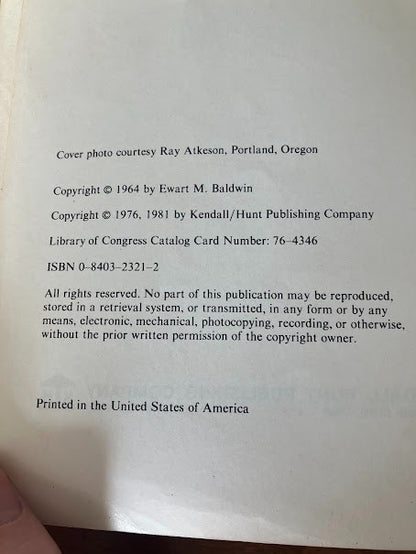 Cover photo courtesy Ray Atkeson, Portland, Oregon
Copyright © 1964 by Ewart M. Baldwin
Copyright © 1976, 1981 by Kendall/Hunt Publishing Company
Library of Congress Catalog Card Number: 76–4346
ISBN 0–8403–2321–2
All rights reserved. No part of this publication may be reproduced,
stored in a retrieval system, or transmitted, in any form or by any
means, electronic, mechanical, photocopying, recording, or otherwise,
without the prior written permission of the copyright owner.
Printed in the United States of America